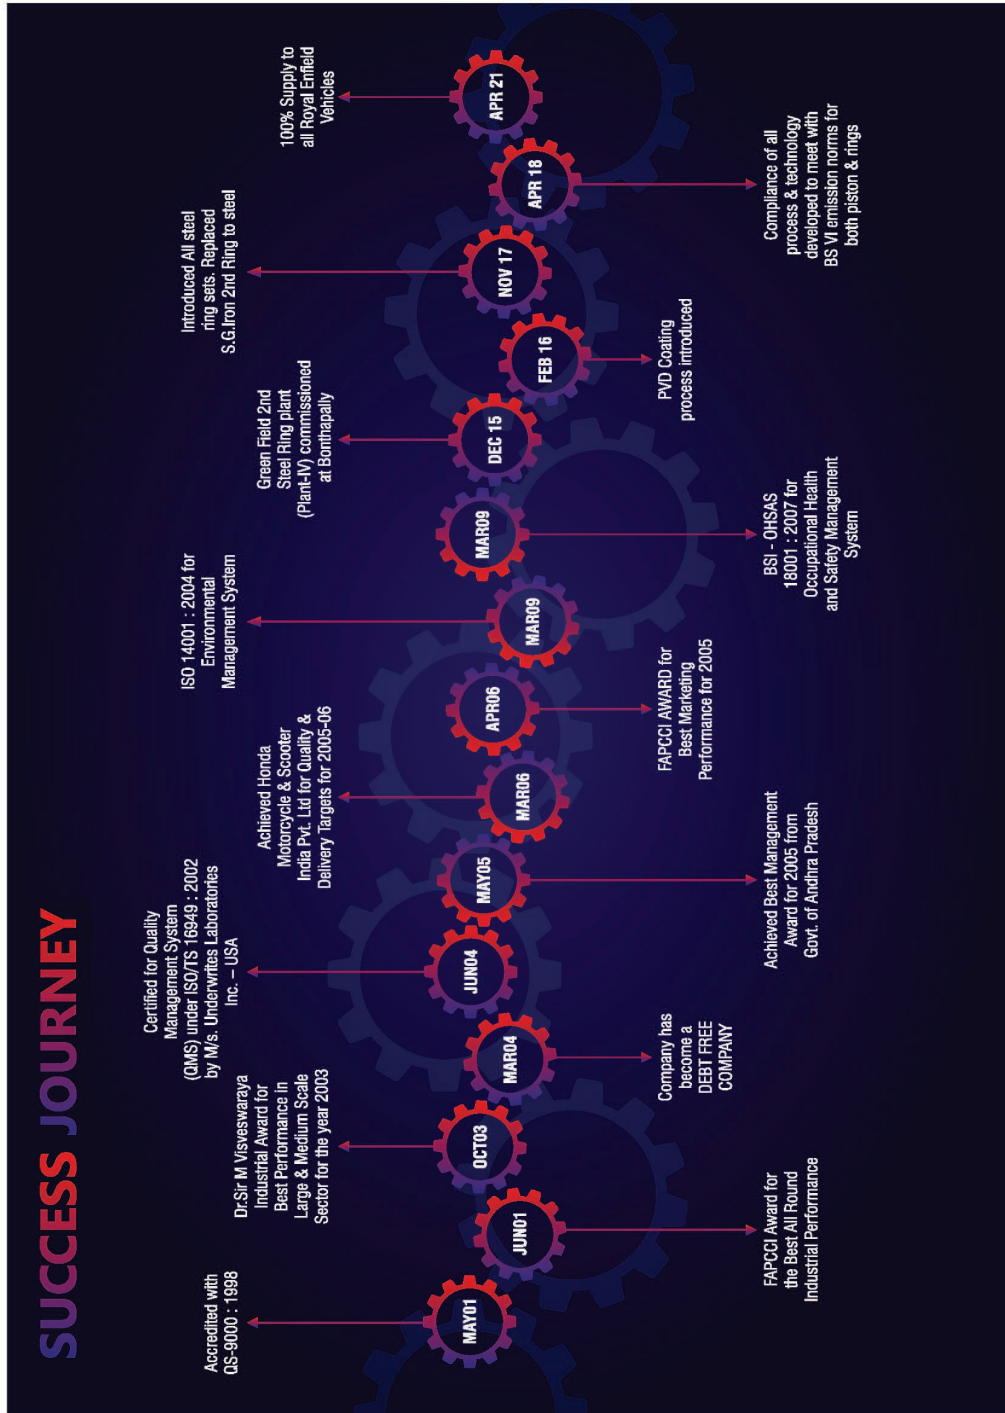 SUCCESS JOURNEY
MAY01
Accredited with
QS-9000 : 1998
JUN01
FAPCCI Award for
the Best All Round
Industrial Performance
OCT03
Dr.Sir M Visveswaraya
Industrial Award for
Best Performance in
Large & Medium Scale
Sector for the year 2003
MAR04
Company has
become a
DEBT FREE
COMPANY
JUN04
Certified for Quality
Management System
(QMS) under ISO/TS 16949 : 2002
by M/s. Underwrites Laboratories
Inc. – USA
MAY05
Achieved Best Management
Award for 2005 from
Govt. of Andhra Pradesh
MAR06
Achieved Honda
Motorcycle & Scooter
India Pvt. Ltd for Quality &
Delivery Targets for 2005-06
APR06
FAPCCI AWARD for
Best Marketing
Performance for 2005
MAR09
ISO 14001 : 2004 for
Environmental
Management System
MAR09
BSI - OHSAS
18001 : 2007 for
Occupational Health
and Safety Management
System
DEC 15
Green Field 2nd
Steel Ring plant
(Plant-IV) commissioned
at Bonthapally
FEB 16
PVD Coating
process introduced
NOV 17
Introduced All steel
ring sets. Replaced
S.G.Iron 2nd Ring to steel
APR 18
Compliance of all
process & technology
developed to meet with
BS VI emission norms for
both piston & rings
APR 21
100% Supply to
all Royal Enfield
Vehicles